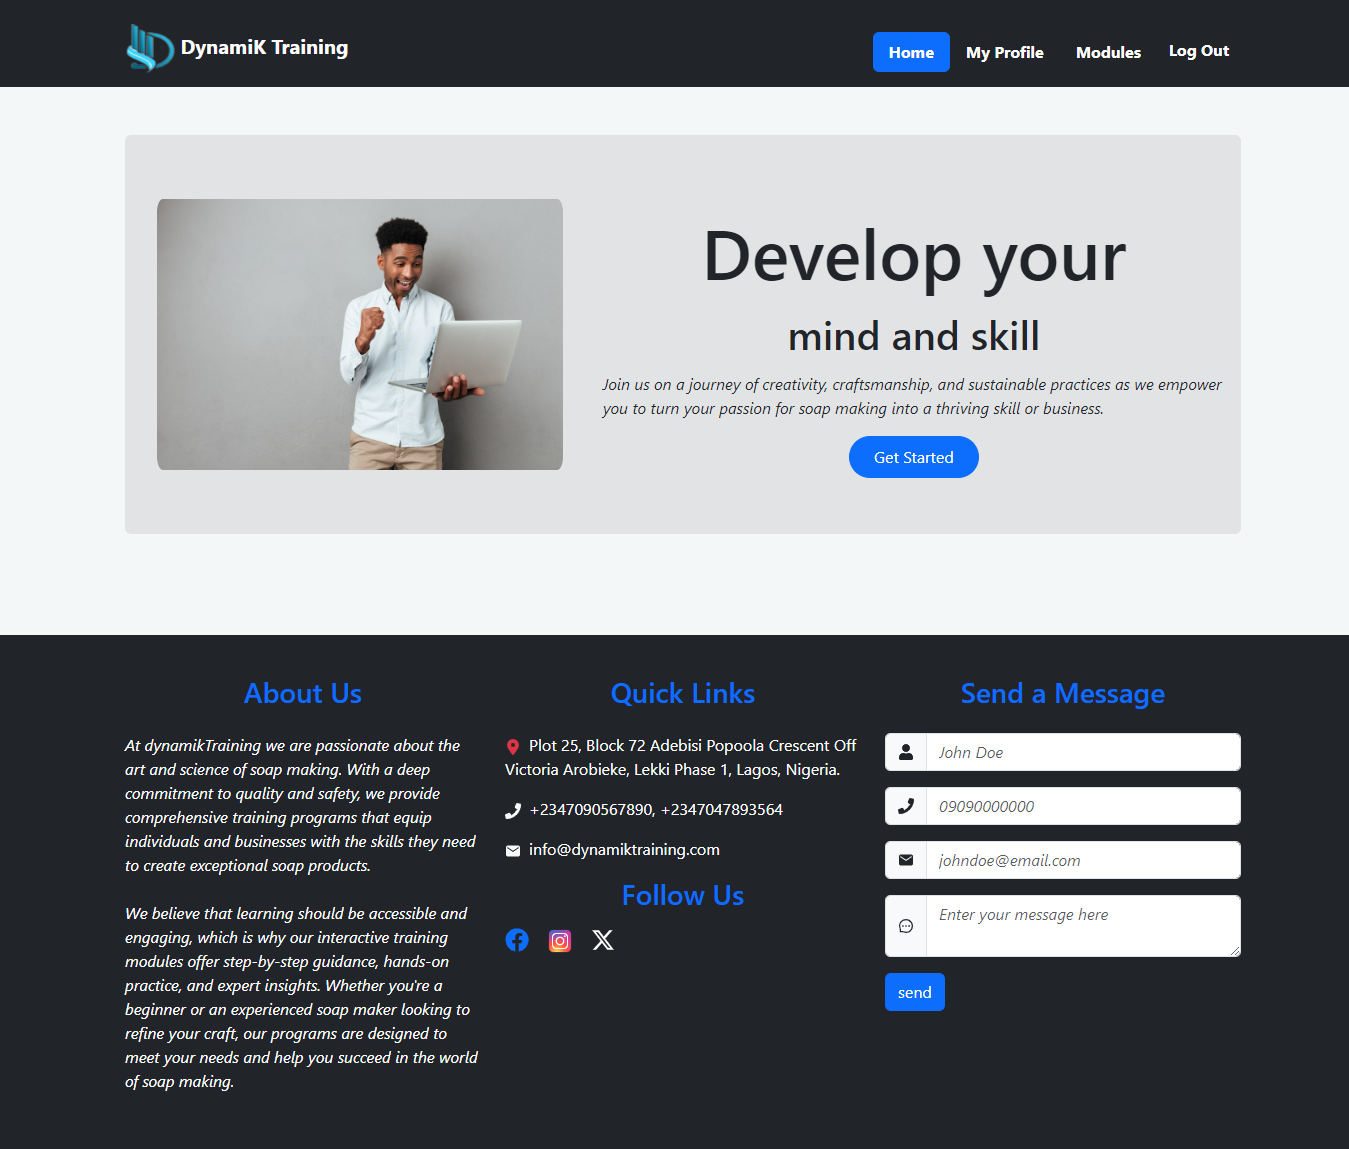 DynamiK Training
Home
My Profile
Modules
Log Out
Develop your
mind and skill
Join us on a journey of creativity, craftsmanship, and sustainable practices as we empower
you to turn your passion for soap making into a thriving skill or business.
Get Started
About Us
At dynamikTraining we are passionate about the
art and science of soap making. With a deep
commitment to quality and safety, we provide
comprehensive training programs that equip
individuals and businesses with the skills they need
to create exceptional soap products.
We believe that learning should be accessible and
engaging, which is why our interactive training
modules offer step-by-step guidance, hands-on
practice, and expert insights. Whether you're a
beginner or an experienced soap maker looking to
refine your craft, our programs are designed to
meet your needs and help you succeed in the world
of soap making.
Quick Links
Plot 25, Block 72 Adebisi Popoola Crescent Off
Victoria Arobieke, Lekki Phase 1, Lagos, Nigeria.
+2347090567890, +2347047893564
info@dynamiktraining.com
Follow Us
Send a Message
John Doe
09090000000
johndoe@email.com
Enter your message here
send